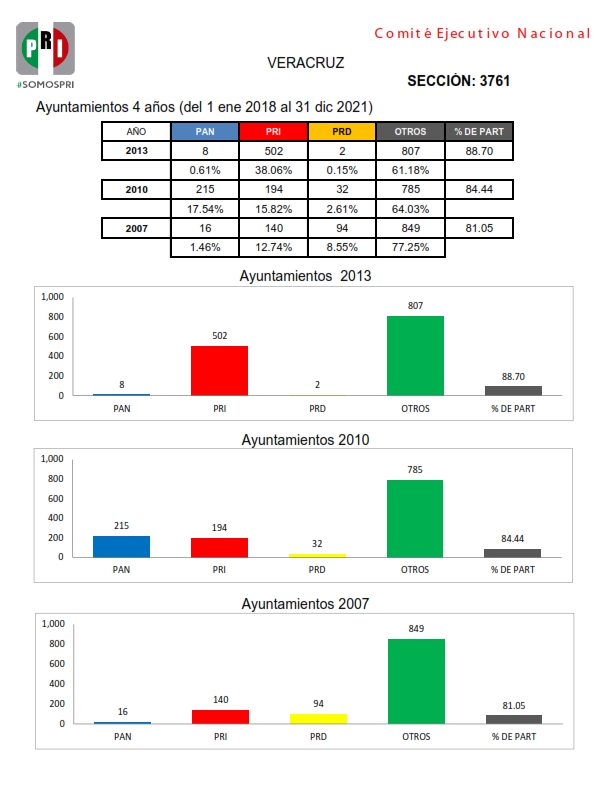 Comité Ejecutivo Nacional
PRI
#SOMOSPRI
VERACRUZ
SECCIÓN: 3761
Ayuntamientos 4 años (del 1 ene 2018 al 31 dic 2021)
AÑO PAN PRI PRD OTROS % DE PART
2013 8 502 2 807 88.70
0.61% 38.06% 0.15% 61.18%
2010 215 194 32 785 84.44
17.54% 15.82% 2.61% 64.03%
2007 16 140 94 849 81.05
1.46% 12.74% 8.55% 77.25%
Ayuntamientos 2013
1,000
800
600
400
200
0
8 502 2 807 88.70
PAN PRI PRD OTROS % DE PART
Ayuntamientos 2010
1,000
800
600
400
200
0
215 194 32 785 84.44
PAN PRI PRD OTROS % DE PART
Ayuntamientos 2007
1,000
800
600
400
200
0
16 140 94 849 81.05
PAN PRI PRD OTROS % DE PART